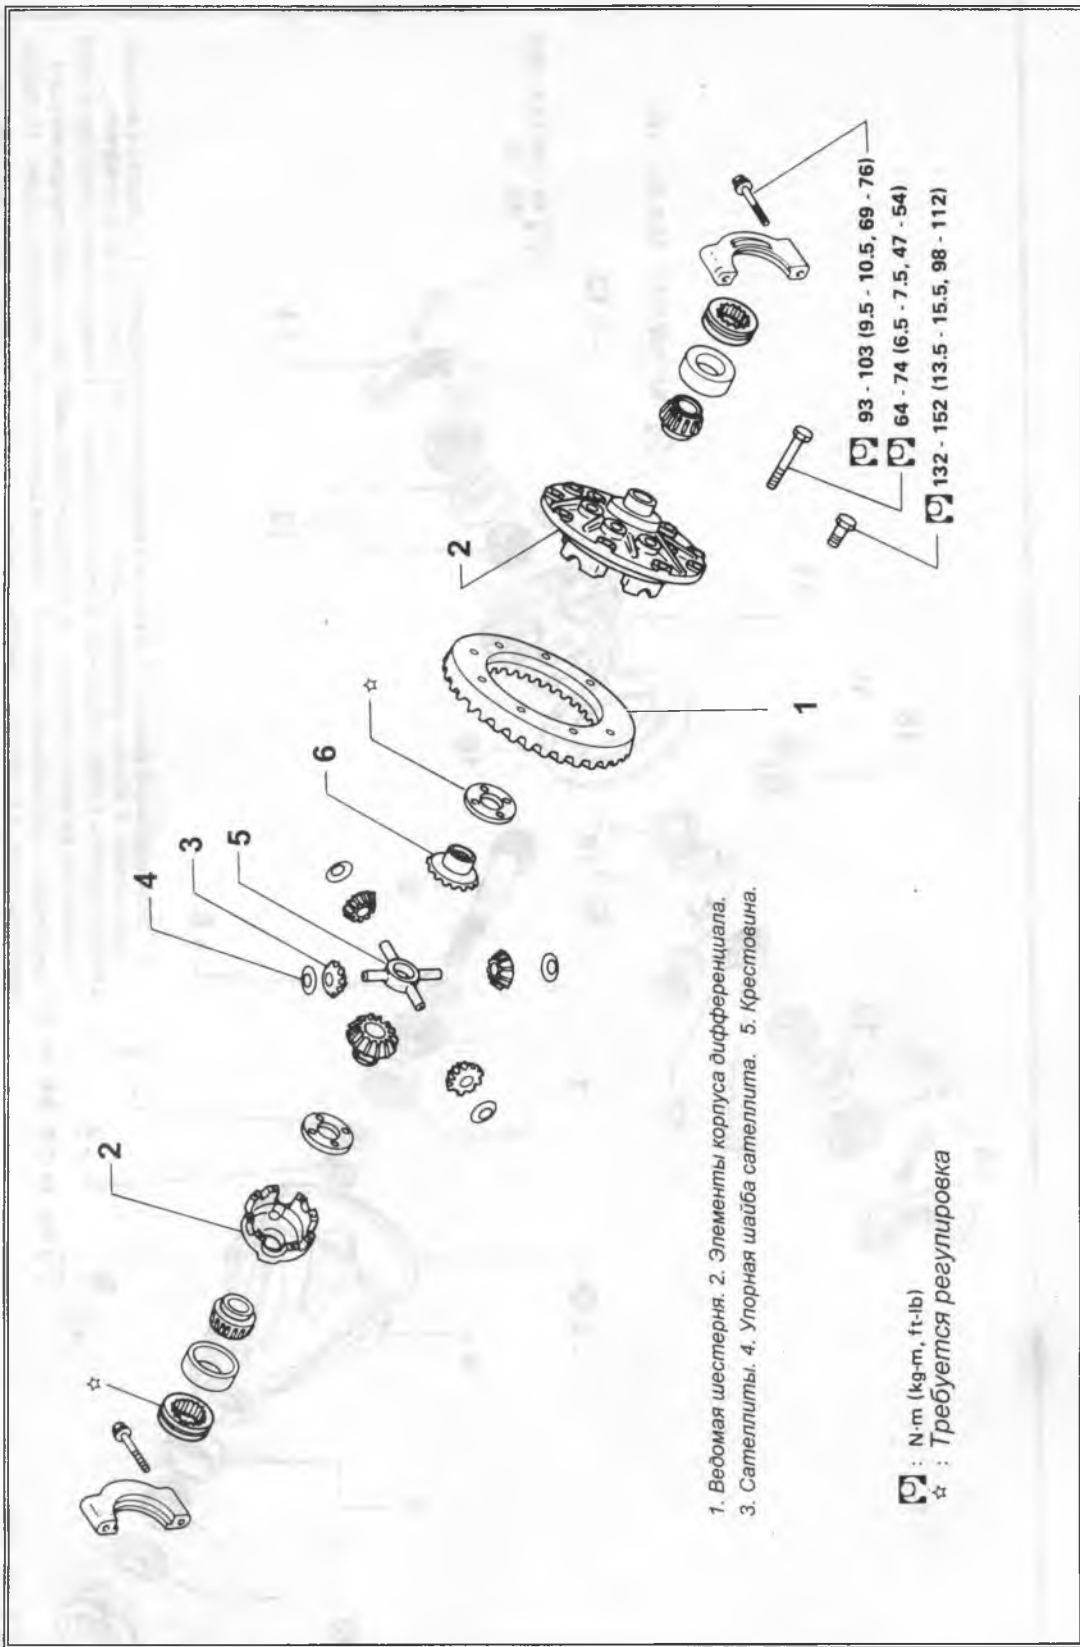 2
4
3
5
6
2
1
93 - 103 (9.5 - 10.5, 69 - 76)
64 - 74 (6.5 - 7.5, 47 - 54)
132 - 152 (13.5 - 15.5, 98 - 112)
1. Ведомая шестерня. 2. Элементы корпуса дифференциала.
3. Сателлиты. 4. Упорная шайба сателлита. 5. Крестовина.
: N·m (kg-m, ft-lb)
☆ : Требуется регулировка